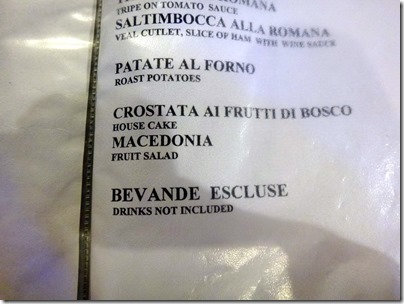 ROMANA
TRIPE ON TOMATO SAUCE
SALTIMBOCCA ALLA ROMANA
VEAL CUTLET, SLICE OF HAM WITH WINE SAUCE
PATATE AL FORNO
ROAST POTATOES
CROSTATA AI FRUTTI DI BOSCO
HOUSE CAKE
MACEDONIA
FRUIT SALAD
BEVANDE ESCLUSE
DRINKS NOT INCLUDED